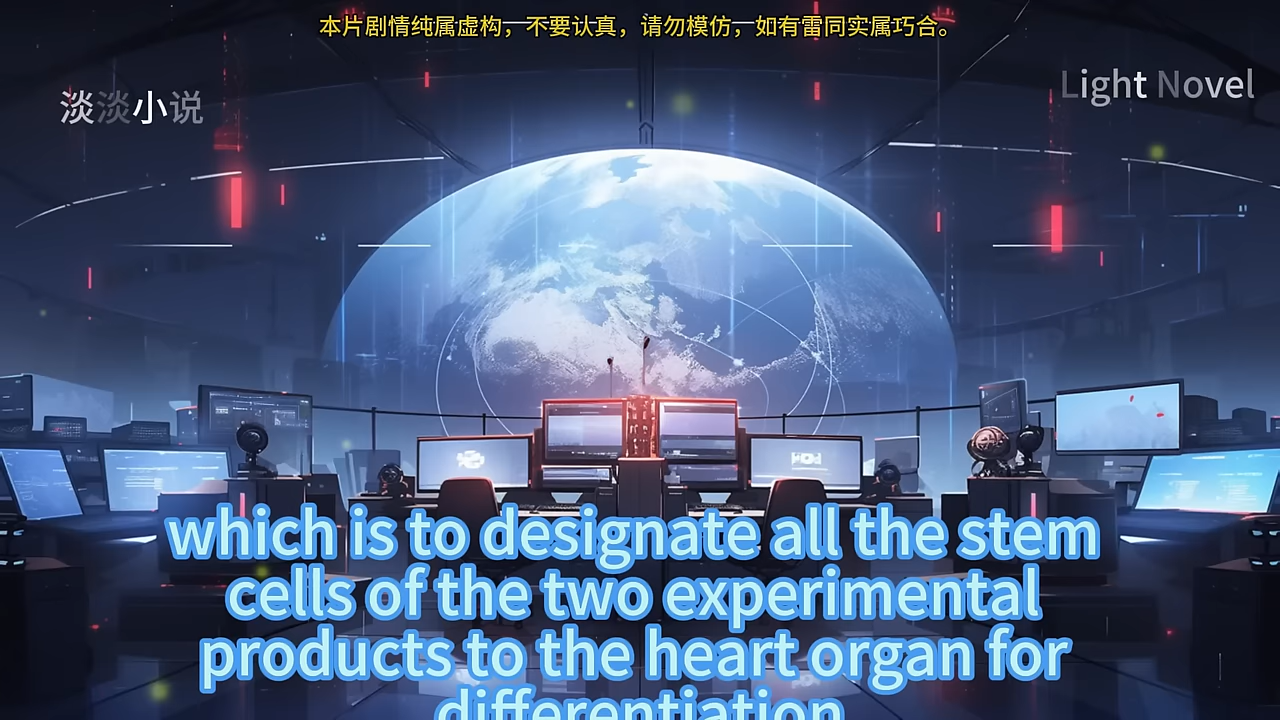 本片剧情纯属虚构，不要认真，请勿模仿，如有雷同实属巧合。
淡淡小说
Light Novel
which is to designate all the stem
cells of the two experimental
products to the heart organ for
differentiation